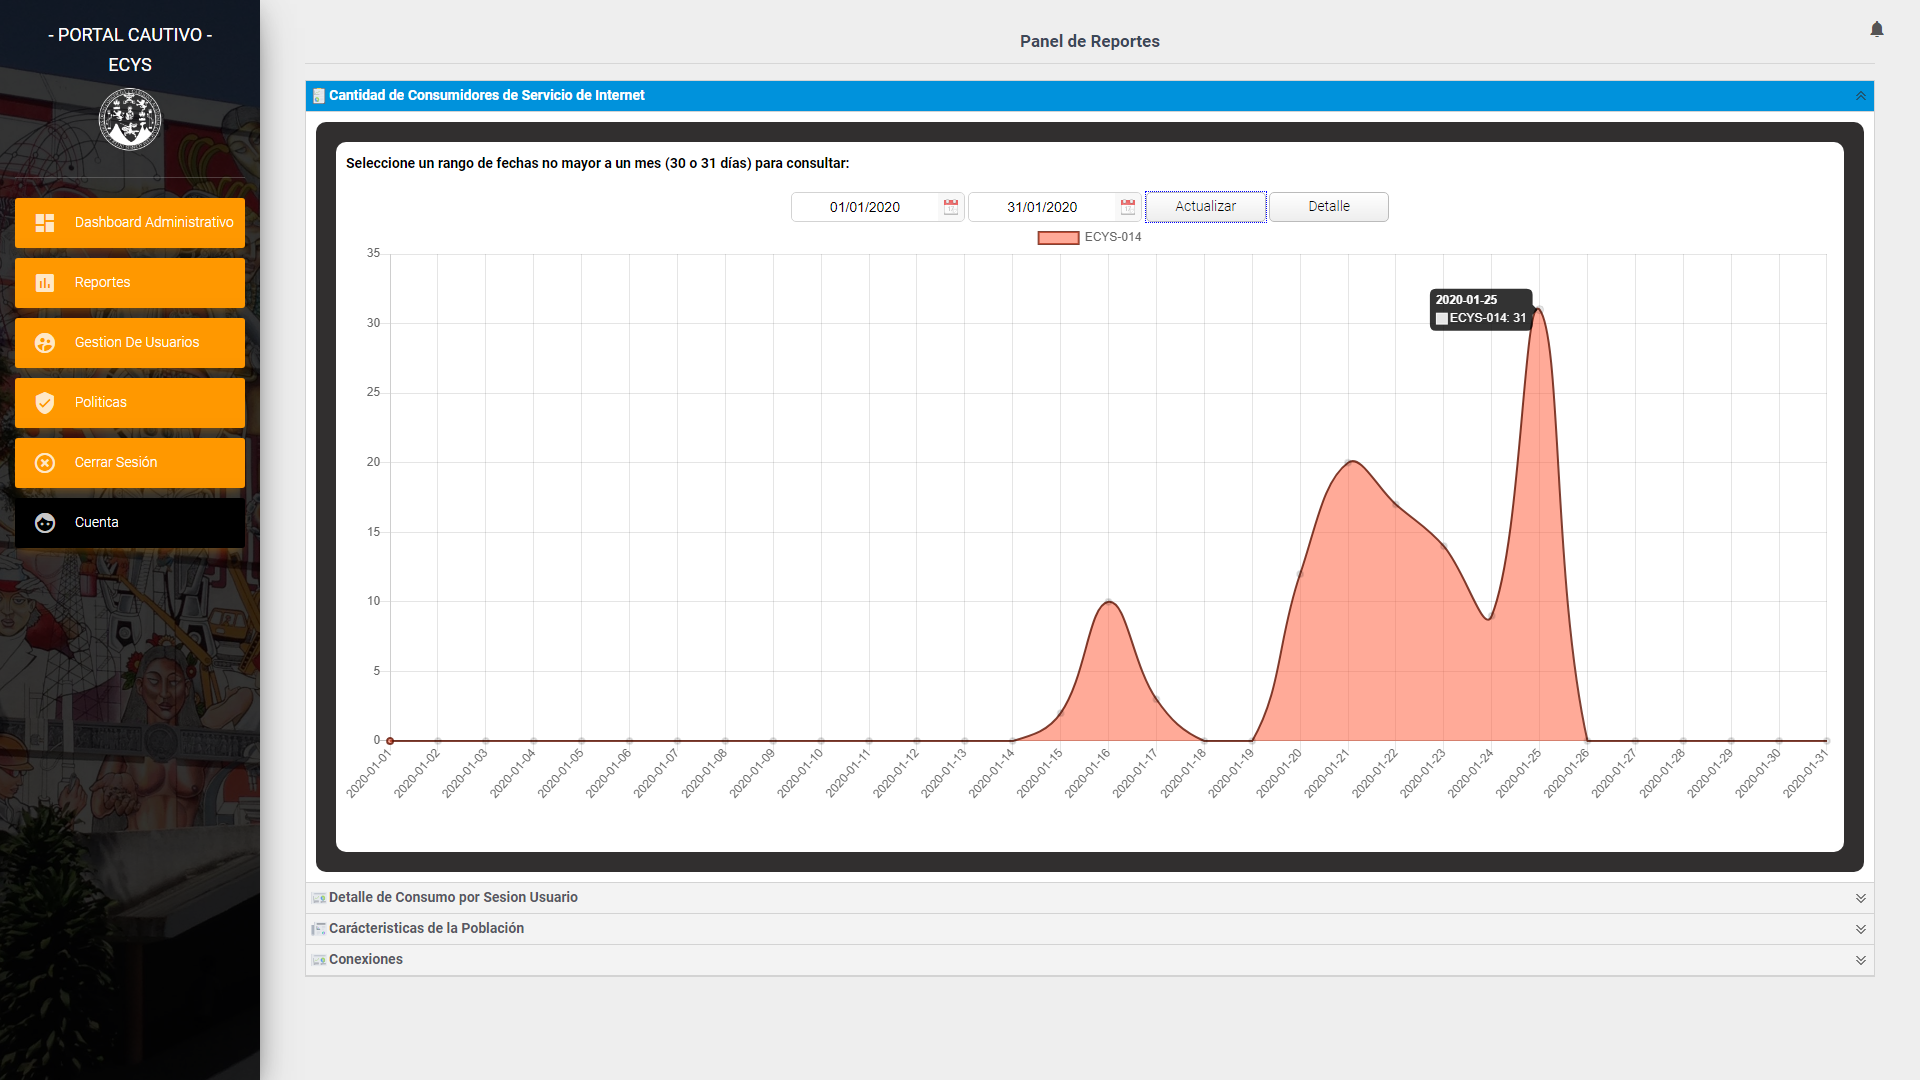 - PORTAL CAUTIVO -
ECYS
Dashboard Administrativo
Reportes
Gestion De Usuarios
Politicas
Cerrar Sesión
Cuenta
Panel de Reportes
Cantidad de Consumidores de Servicio de Internet
Seleccione un rango de fechas no mayor a un mes (30 o 31 días) para consultar:
01/01/2020
31/01/2020
Actualizar
Detalle
ECYS-014
35
30
25
20
15
10
5
0
2020-01-25
ECYS-014: 31
2020-01-01
2020-01-02
2020-01-03
2020-01-04
2020-01-05
2020-01-06
2020-01-07
2020-01-08
2020-01-09
2020-01-10
2020-01-11
2020-01-12
2020-01-13
2020-01-14
2020-01-15
2020-01-16
2020-01-17
2020-01-18
2020-01-19
2020-01-20
2020-01-21
2020-01-22
2020-01-23
2020-01-24
2020-01-25
2020-01-26
2020-01-27
2020-01-28
2020-01-29
2020-01-30
2020-01-31
Detalle de Consumo por Sesion Usuario
Carácteristicas de la Población
Conexiones